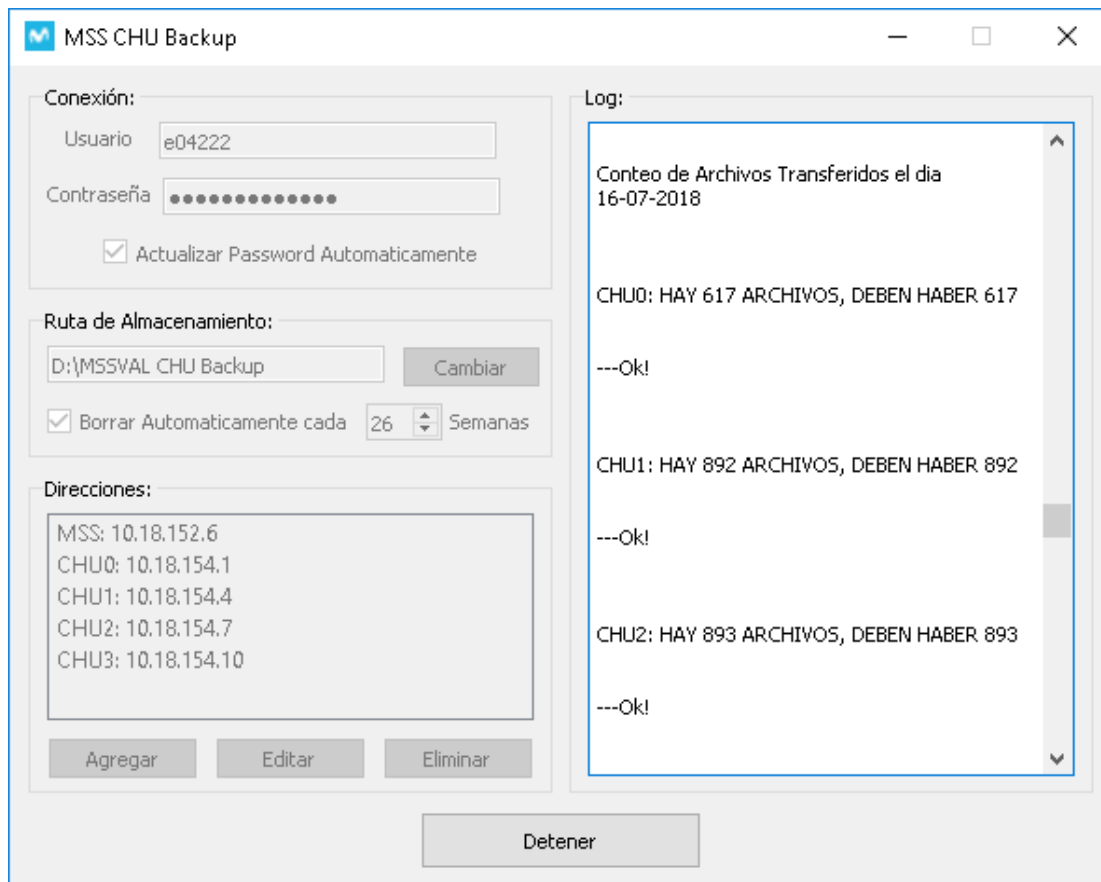 MSS CHU Backup
Conexión:
Usuario
e04222
Contraseña
●●●●●●●●●●●●●
Actualizar Password Automaticamente
Ruta de Almacenamiento:
D:\MSSVAL CHU Backup
Cambiar
Borrar Automaticamente cada 26 Semanas
Direcciones:
MSS: 10.18.152.6
CHU0: 10.18.154.1
CHU1: 10.18.154.4
CHU2: 10.18.154.7
CHU3: 10.18.154.10
Agregar Editar Eliminar
Log:
Conteo de Archivos Transferidos el dia
16-07-2018
CHU0: HAY 617 ARCHIVOS, DEBEN HABER 617
---Ok!
CHU1: HAY 892 ARCHIVOS, DEBEN HABER 892
---Ok!
CHU2: HAY 893 ARCHIVOS, DEBEN HABER 893
---Ok!
Detener